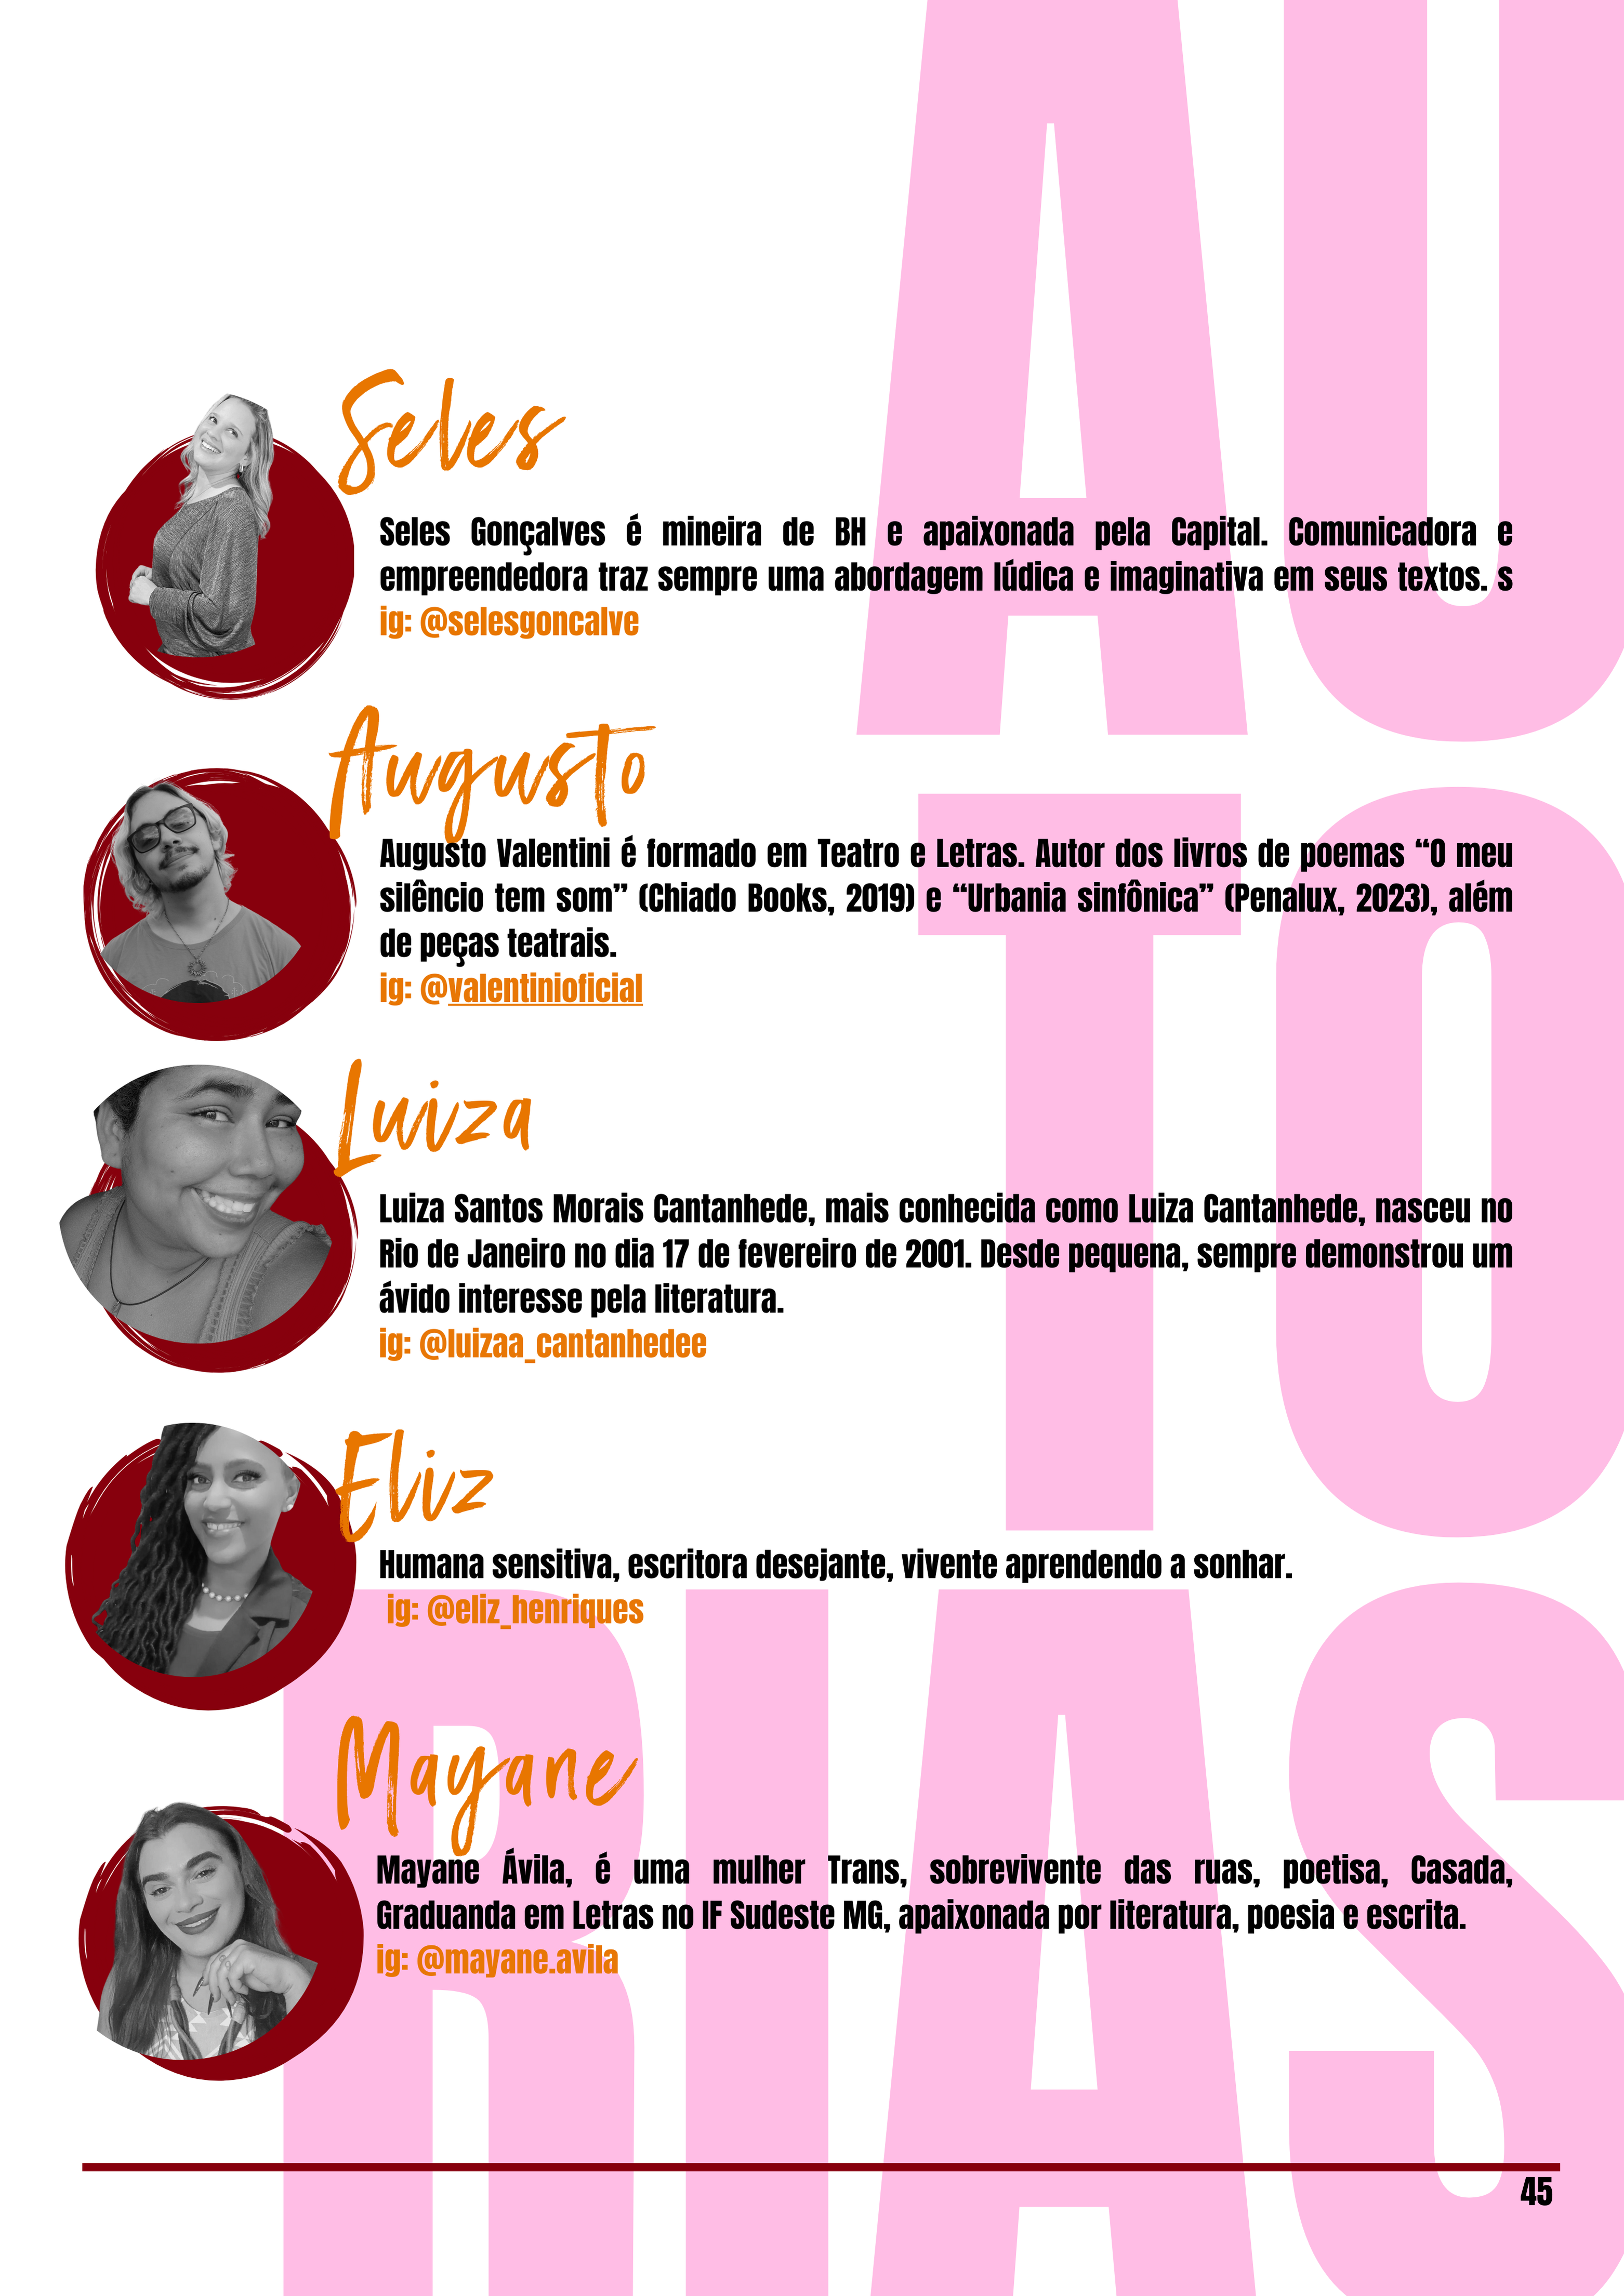 AU
TO
RIAS
Seles
Seles Gonçalves é mineira de BH e apaixonada pela Capital. Comunicadora e
empreendedora traz sempre uma abordagem lúdica e imaginativa em seus textos. s
ig: @selesgoncalve
Augusto
Augusto Valentini é formado em Teatro e Letras. Autor dos livros de poemas “O meu
silêncio tem som” (Chiado Books, 2019) e “Urbania sinfônica” (Penalux, 2023), além
de peças teatrais.
ig: @valentinioficial
Luiza
Luiza Santos Morais Cantanhede, mais conhecida como Luiza Cantanhede, nasceu no
Rio de Janeiro no dia 17 de fevereiro de 2001. Desde pequena, sempre demonstrou um
ávido interesse pela literatura.
ig: @luizaa_cantanhedee
Eliz
Humana sensitiva, escritora desejante, vivente aprendendo a sonhar.
ig: @eliz_henriques
Mayane
Mayane Ávila, é uma mulher Trans, sobrevivente das ruas, poetisa, Casada,
Graduanda em Letras no IF Sudeste MG, apaixonada por literatura, poesia e escrita.
ig: @mayane.avila
45